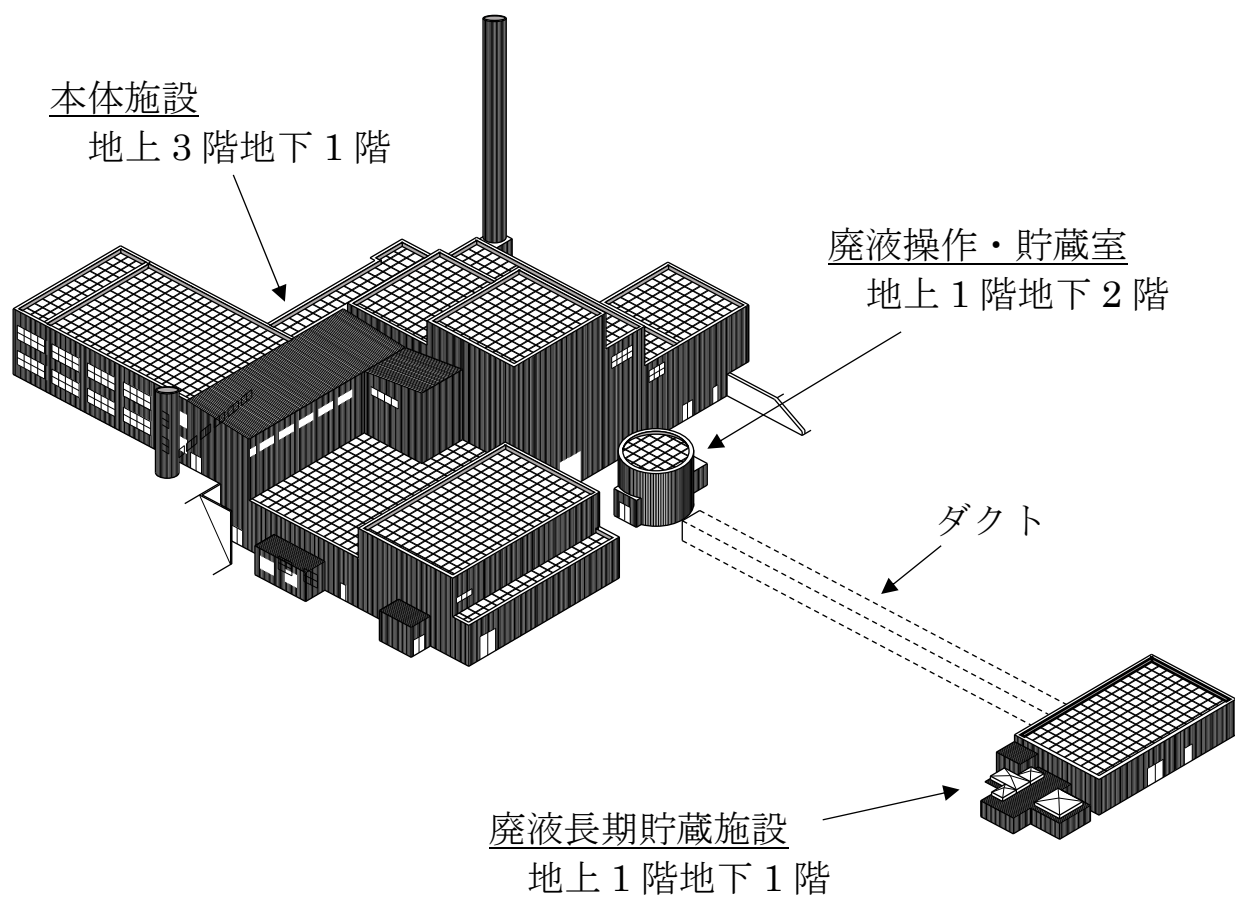 本体施設
地上 3 階地下 1 階
廃液操作・貯蔵室
地上 1 階地下 2 階
ダクト
廃液長期貯蔵施設
地上 1 階地下 1 階